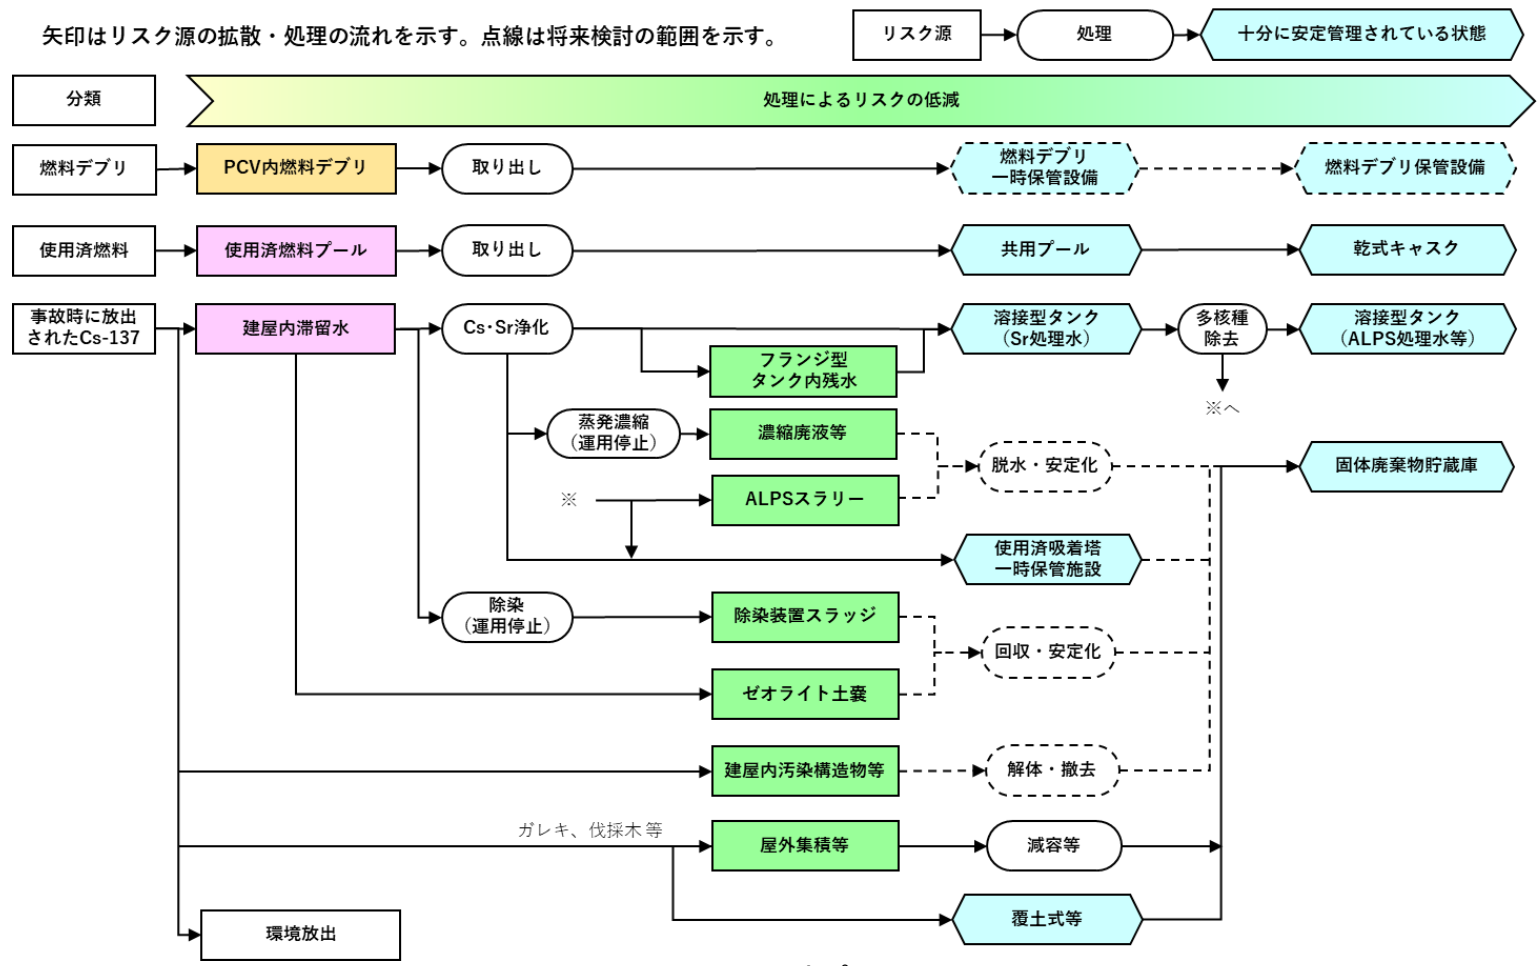 矢印はリスク源の拡散・処理の流れを示す。点線は将来検討の範囲を示す。
リスク源
処理
十分に安定管理されている状態
分類
処理によるリスクの低減
燃料デブリ
PCV内燃料デブリ
取り出し
燃料デブリ
一時保管設備
燃料デブリ保管設備
使用済燃料
使用済燃料プール
取り出し
共用プール
乾式キャスク
事故時に放出
されたCs-137
建屋内滞留水
Cs･Sr浄化
溶接型タンク
（Sr処理水）
多核種
除去
溶接型タンク
（ALPS処理水等）
フランジ型
タンク内残水
※へ
蒸発濃縮
（運用停止）
濃縮廃液等
脱水・安定化
固体廃棄物貯蔵庫
※
ALPSスラリー
使用済吸着塔
一時保管施設
除染
（運用停止）
除染装置スラッジ
回収・安定化
ゼオライト土嚢
建屋内汚染構造物等
解体・撤去
ガレキ、伐採木 等
屋外集積等
減容等
覆土式等
環境放出